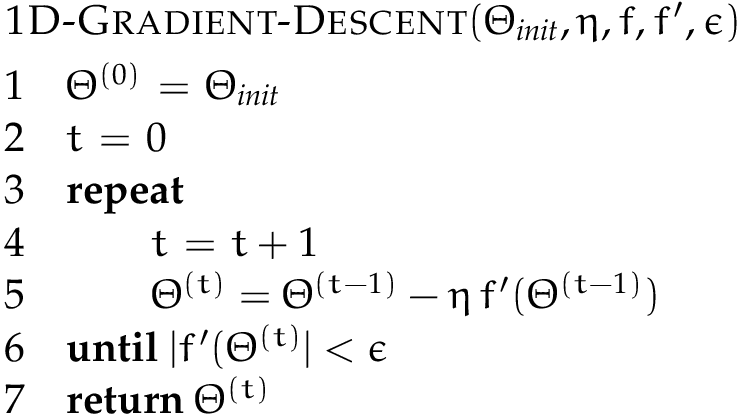 1D-GRADIENT-DESCENT(Θ_init, η, f, f′, ϵ)
1 Θ^(0) = Θ_init
2 t = 0
3 repeat
4 t = t + 1
5 Θ^(t) = Θ^(t−1) − η f′(Θ^(t−1))
6 until |f′(Θ^(t)| < ϵ
7 return Θ^(t)